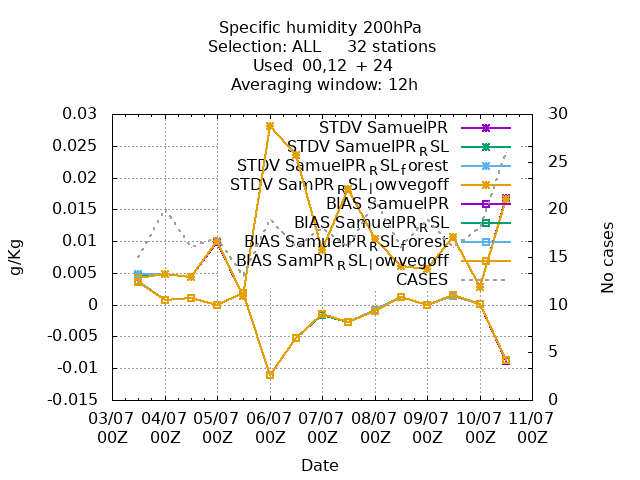 Specific humidity 200hPa
Selection: ALL 32 stations
Used 00,12 + 24
Averaging window: 12h
0.03
0.025
0.02
0.015
0.01
0.005
0
-0.005
-0.01
-0.015
g/Kg
30
25
20
15
10
5
0
No cases
STDV SamuelPR
STDV SamuelPR_RSL
STDV SamuelPR_RSL_forest
STDV SamPR_RSL_lowvegoff
BIAS SamuelPR
BIAS SamuelPR_RSL
BIAS SamuelPR_RSL_forest
BIAS SamPR_RSL_lowvegoff
CASES
03/07 04/07 05/07 06/07 07/07 08/07 09/07 10/07 11/07
00Z 00Z 00Z 00Z 00Z 00Z 00Z 00Z 00Z
Date